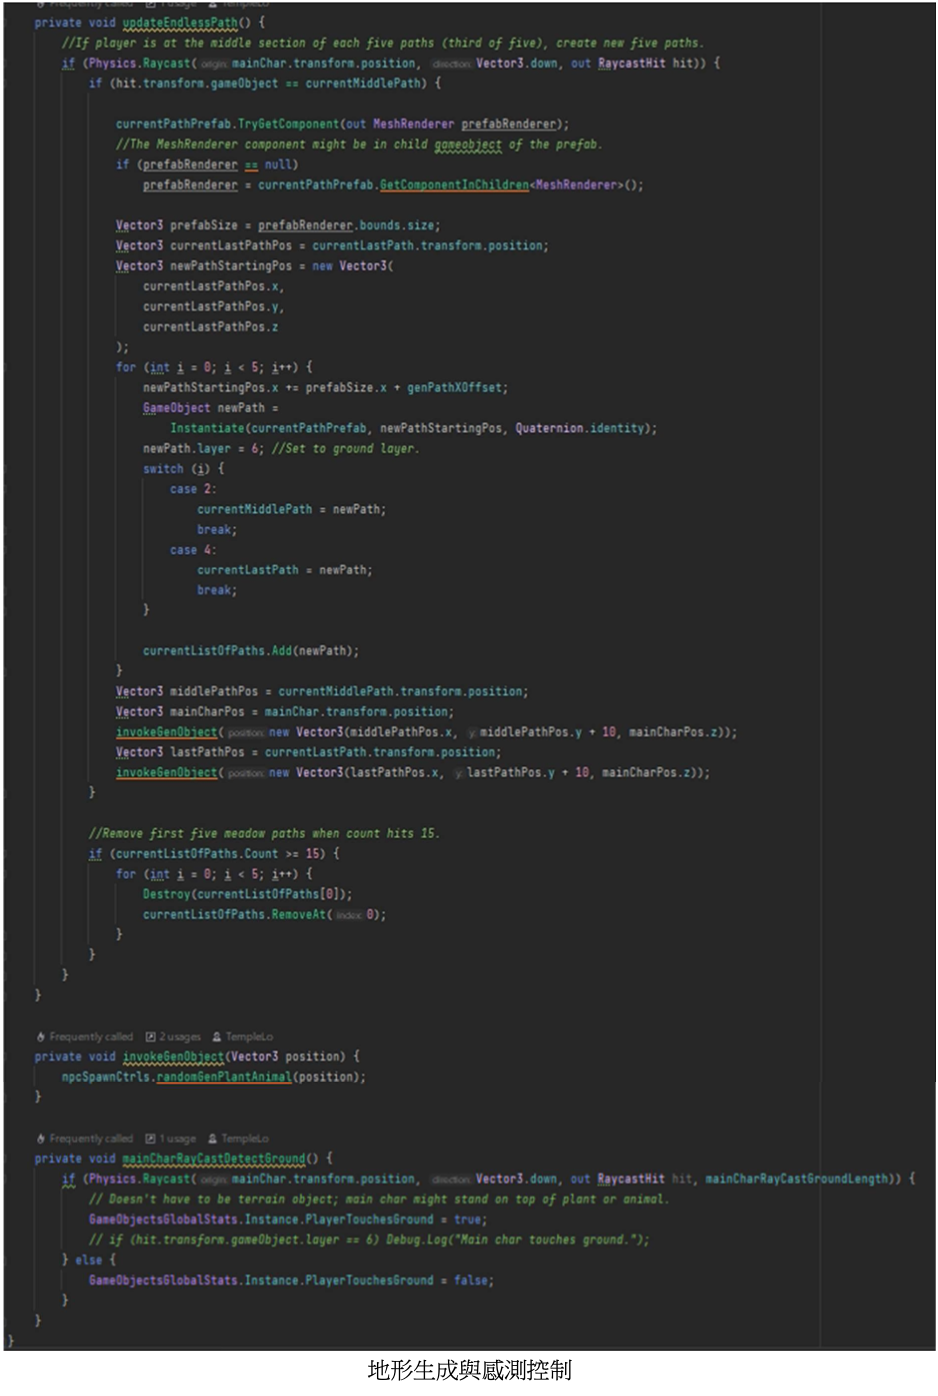 Frequently called 1 usage TempleLo
private void updateEndlessPath() {
//If player is at the middle section of each five paths (third of five), create new five paths.
if (Physics.Raycast( origin: mainChar.transform.position, direction: Vector3.down, out RaycastHit hit)) {
if (hit.transform.gameObject == currentMiddlePath) {
currentPathPrefab.TryGetComponent(out MeshRenderer prefabRenderer);
//The MeshRenderer component might be in child gameobject of the prefab.
if (prefabRenderer == null)
prefabRenderer = currentPathPrefab.GetComponentInChildren<MeshRenderer>();
Vector3 prefabSize = prefabRenderer.bounds.size;
Vector3 currentLastPathPos = currentLastPath.transform.position;
Vector3 newPathStartingPos = new Vector3(
currentLastPathPos.x,
currentLastPathPos.y,
currentLastPathPos.z
);
for (int i = 0; i < 5; i++) {
newPathStartingPos.x += prefabSize.x + genPathXOffset;
GameObject newPath =
Instantiate(currentPathPrefab, newPathStartingPos, Quaternion.identity);
newPath.layer = 6; //Set to ground layer.
switch (i) {
case 2:
currentMiddlePath = newPath;
break;
case 4:
currentLastPath = newPath;
break;
}
currentListOfPaths.Add(newPath);
}
Vector3 middlePathPos = currentMiddlePath.transform.position;
Vector3 mainCharPos = mainChar.transform.position;
invokeGenObject( position: new Vector3(middlePathPos.x, y: middlePathPos.y + 10, mainCharPos.z));
Vector3 lastPathPos = currentLastPath.transform.position;
invokeGenObject( position: new Vector3(lastPathPos.x, y: lastPathPos.y + 10, mainCharPos.z));
}
//Remove first five meadow paths when count hits 15.
if (currentListOfPaths.Count >= 15) {
for (int i = 0; i < 5; i++) {
Destroy(currentListOfPaths[0]);
currentListOfPaths.RemoveAt( index: 0);
}
}
}
}
Frequently called 2 usages TempleLo
private void invokeGenObject(Vector3 position) {
npcSpawnCtrls.randomGenPlantAnimal(position);
}
Frequently called 1 usage TempleLo
private void mainCharRayCastDetectGround() {
if (Physics.Raycast( origin: mainChar.transform.position, direction: Vector3.down, out RaycastHit hit, mainCharRayCastGroundLength)) {
// Doesn't have to be terrain object; main char might stand on top of plant or animal.
GameObjectsGlobalStats.Instance.PlayerTouchesGround = true;
// if (hit.transform.gameObject.layer == 6) Debug.Log("Main char touches ground.");
} else {
GameObjectsGlobalStats.Instance.PlayerTouchesGround = false;
}
}
}
地形生成與感測控制